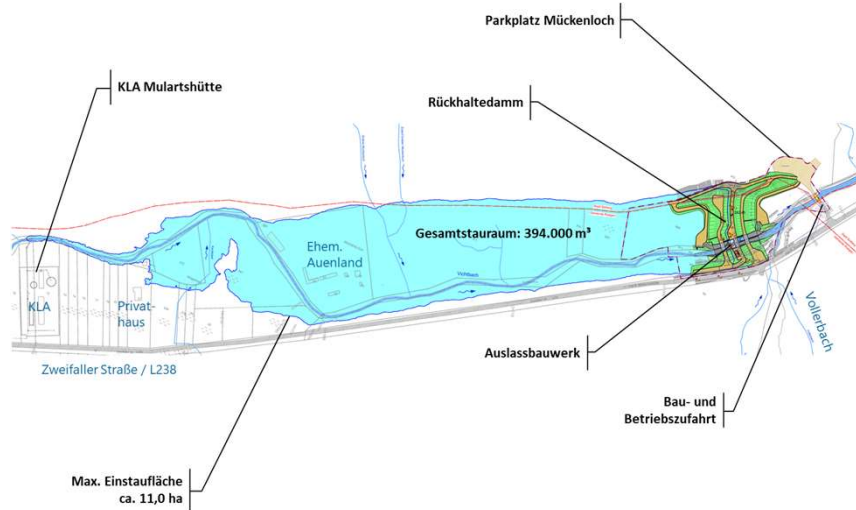 Parkplatz Mückenloch
KLA Mulartshütte
Rückhaltedamm
Gesamtstauraum: 394.000 m³
Ehem.
Auenland
Vichtbach
KLA
Privat-
haus
Vollerbach
Auslassbauwerk
Zweifaller Straße / L238
Bau- und
Betriebszufahrt
Max. Einstaufläche
ca. 11,0 ha